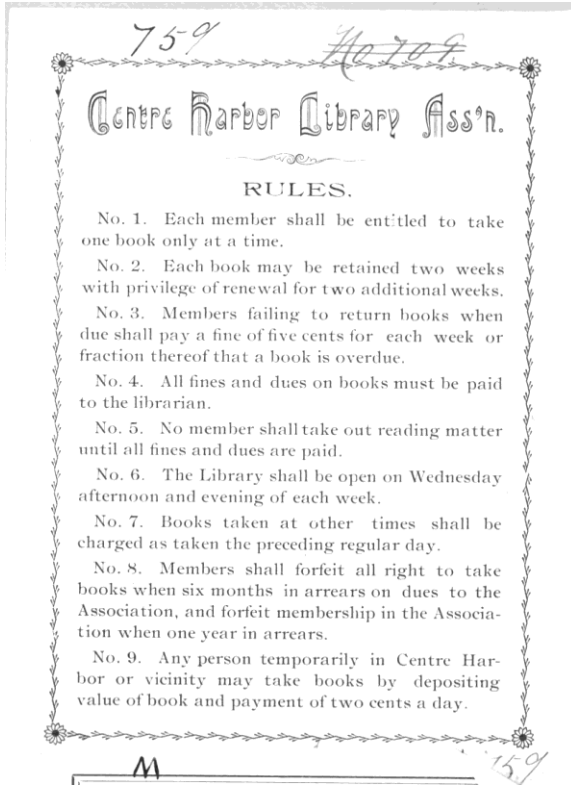 759 No 709.
Centre Harbor Library Ass'n.
RULES.
No. 1. Each member shall be entitled to take
one book only at a time.
No. 2. Each book may be retained two weeks
with privilege of renewal for two additional weeks.
No. 3. Members failing to return books when
due shall pay a fine of five cents for each week or
fraction thereof that a book is overdue.
No. 4. All fines and dues on books must be paid
to the librarian.
No. 5. No member shall take out reading matter
until all fines and dues are paid.
No. 6. The Library shall be open on Wednesday
afternoon and evening of each week.
No. 7. Books taken at other times shall be
charged as taken the preceding regular day.
No. 8. Members shall forfeit all right to take
books when six months in arrears on dues to the
Association, and forfeit membership in the Associa-
tion when one year in arrears.
No. 9. Any person temporarily in Centre Har-
bor or vicinity may take books by depositing
value of book and payment of two cents a day.
M